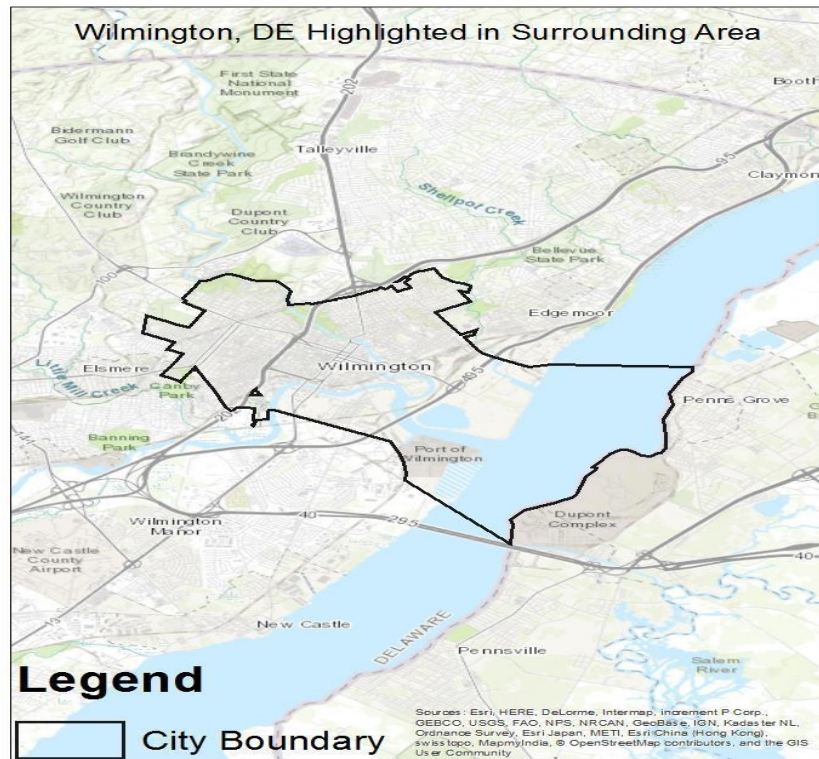 Wilmington, DE Highlighted in Surrounding Area
First State
National
Monument
202
Booth
Bidermann
Golf Club
Talleyville
Brandywine
Creek
State Park
95
Claymon
Wilmington
Country
Club
Shellpot Creek
Dupont
Country
Club
Bellevue
State Park
100
Edgemoor
Elsmere
Wilmington
Little Mill Creek
Canby
Park
495
Penns Grove
20
Banning
Park
141
Port of
Wilmington
Dupont
Complex
Wilmington
Manor
40
295
40
New Castle
County
Airport
New Castle
DELAWARE
Pennsville
Salem
River
Legend
City Boundary
Sources: Esri, HERE, DeLorme, Intermap, increment P Corp.,
GEBCO, USGS, FAO, NPS, NRCAN, GeoBase, IGN, Kadaster NL,
Ordnance Survey, Esri Japan, METI, Esri China (Hong Kong),
swisstopo, MapmyIndia, © OpenStreetMap contributors, and the GIS
User Community